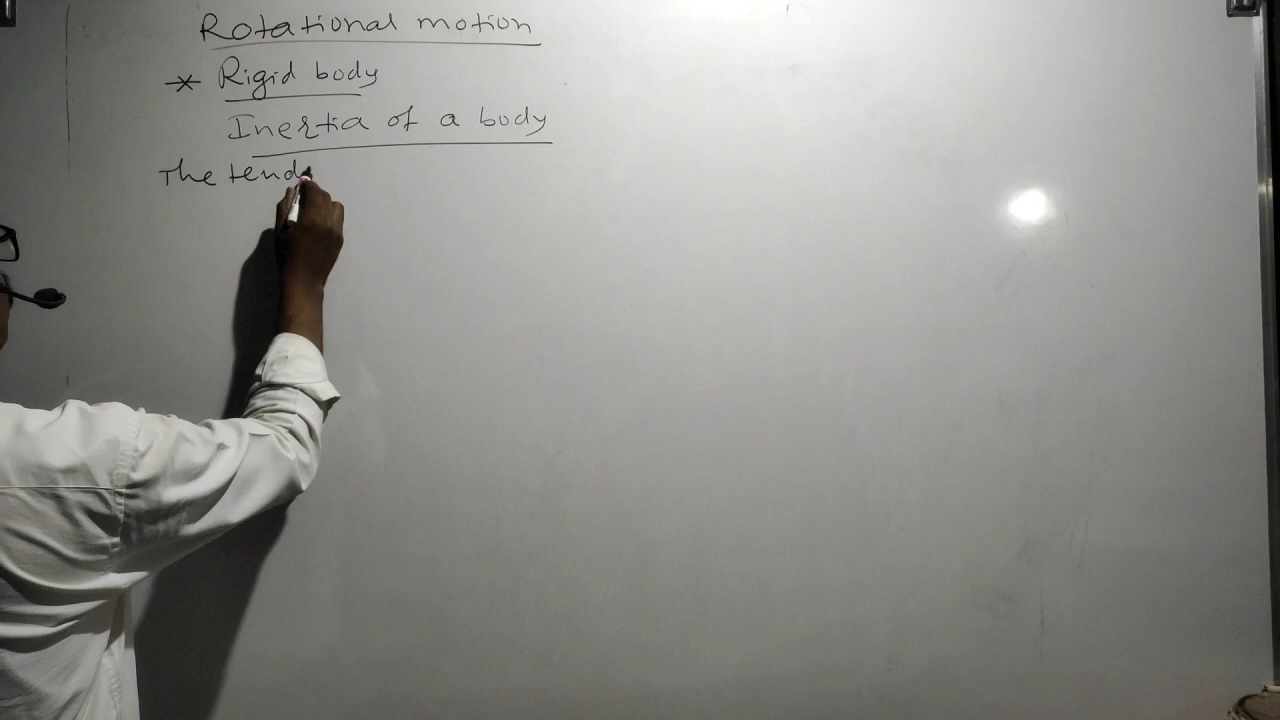 Rotational motion
* Rigid body
Inertia of a body
The tend